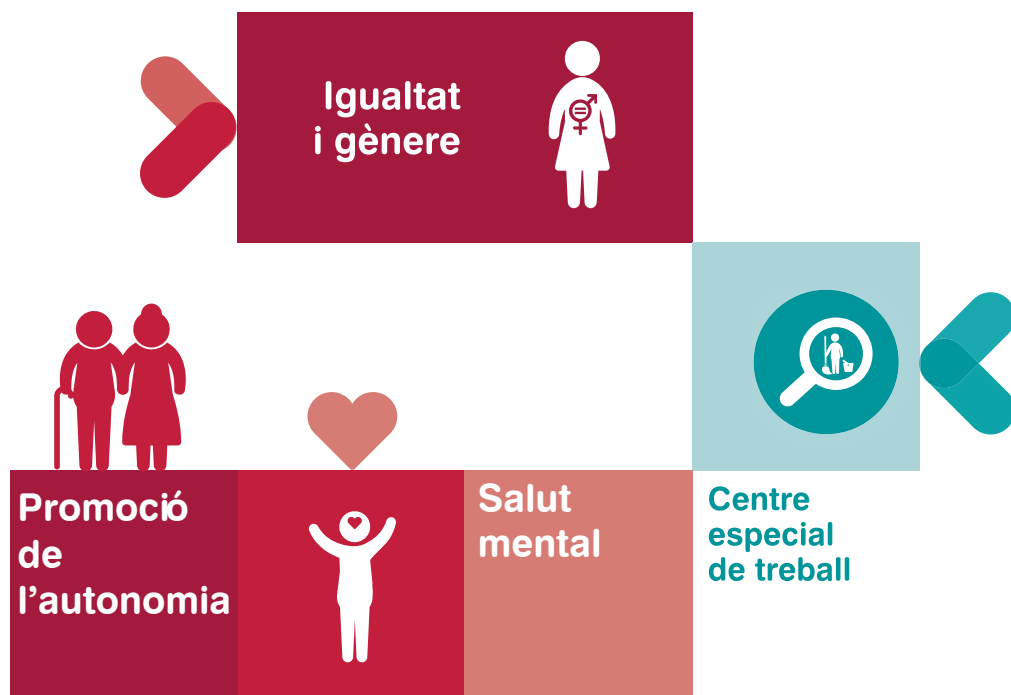 Igualtat
i gènere
Promoció
de
l’autonomia
Salut
mental
Centre
especial
de treball